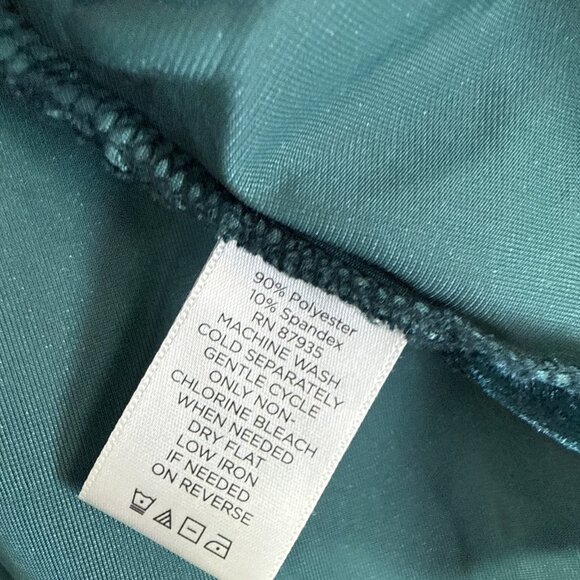 90% Polyester
10% Spandex
RN 87935
MACHINE WASH
COLD SEPARATELY
GENTLE CYCLE
ONLY NON-
CHLORINE BLEACH
WHEN NEEDED
DRY FLAT
LOW IRON
IF NEEDED
ON REVERSE